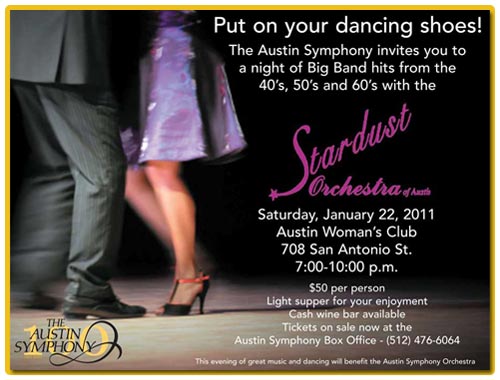 Put on your dancing shoes!
The Austin Symphony invites you to
a night of Big Band hits from the
40's, 50's and 60's with the
Stardust
Orchestra of Austin
Saturday, January 22, 2011
Austin Woman's Club
708 San Antonio St.
7:00-10:00 p.m.
$50 per person
Light supper for your enjoyment
Cash wine bar available
Tickets on sale now at the
Austin Symphony Box Office - (512) 476-6064
This evening of great music and dancing will benefit the Austin Symphony Orchestra
100
THE
AUSTIN
SYMPHONY